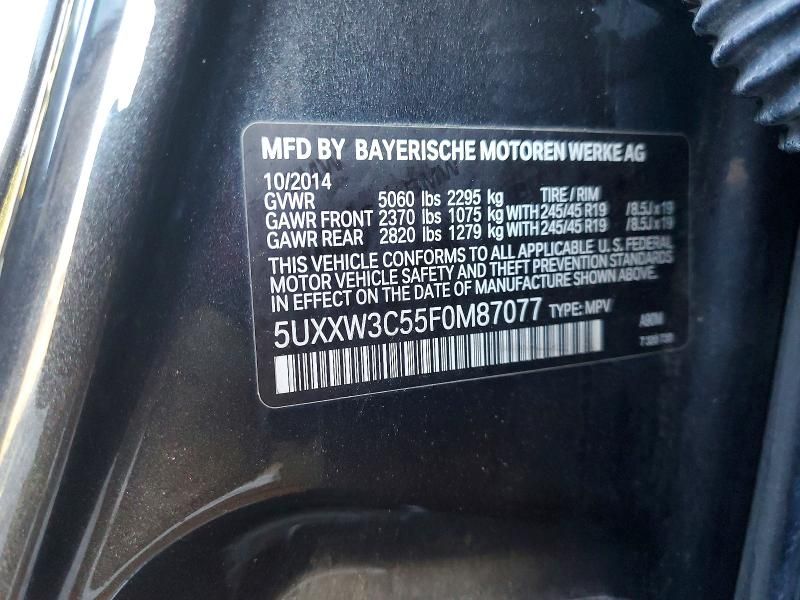 MFD BY BAYERISCHE MOTOREN WERKE AG
10/2014
GVWR 5060 lbs 2295 kg TIRE / RIM
GAWR FRONT 2370 lbs 1075 kg WITH 245/45 R19 /8.5J x 19
GAWR REAR 2820 lbs 1279 kg WITH 245/45 R19 /8.5J x 19
THIS VEHICLE CONFORMS TO ALL APPLICABLE U.S. FEDERAL
MOTOR VEHICLE SAFETY AND THEFT PREVENTION STANDARDS
IN EFFECT ON THE DATE OF MANUFACTURE SHOWN ABOVE.
5UXXW3C55F0M87077 TYPE: MPV